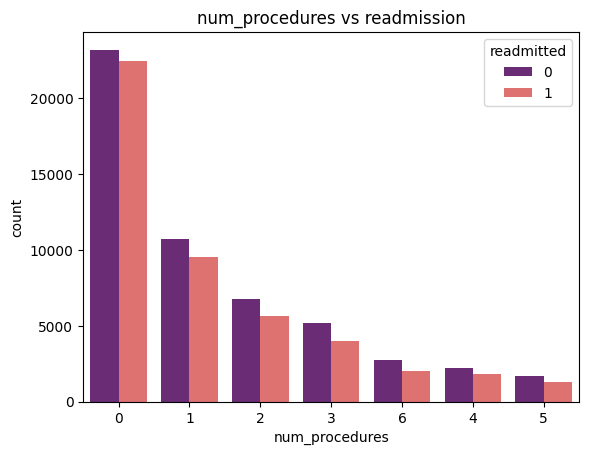 num_procedures vs readmission
readmitted
0
1
20000
15000
10000
5000
0
count
0 1 2 3 6 4 5
num_procedures